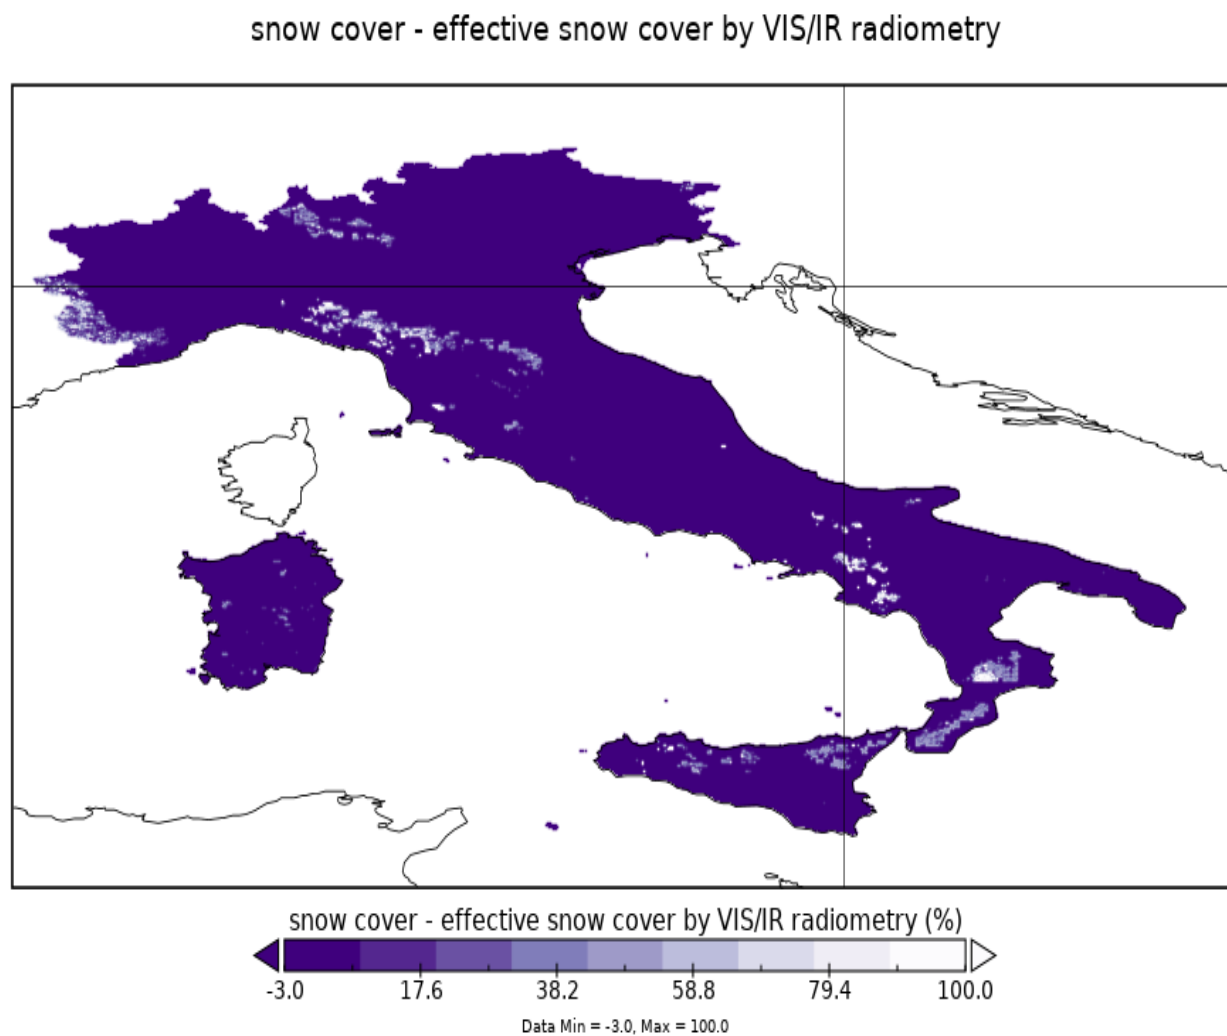 snow cover - effective snow cover by VIS/IR radiometry
snow cover - effective snow cover by VIS/IR radiometry (%)
-3.0 17.6 38.2 58.8 79.4 100.0
Data Min = -3.0, Max = 100.0